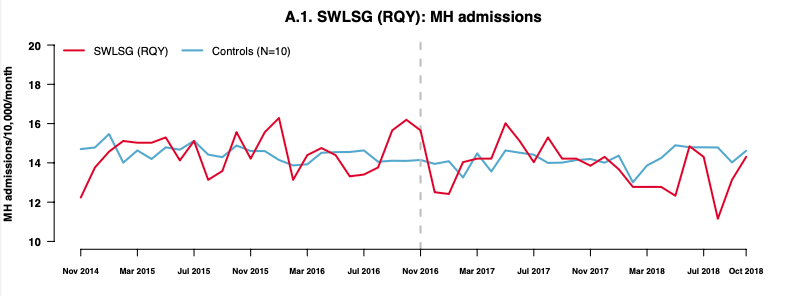 A.1. SWLSG (RQY): MH admissions
SWLSG (RQY)
Controls (N=10)
MH admissions/10,000/month
20
18
16
14
12
10
Nov 2014
Mar 2015
Jul 2015
Nov 2015
Mar 2016
Jul 2016
Nov 2016
Mar 2017
Jul 2017
Nov 2017
Mar 2018
Jul 2018
Oct 2018